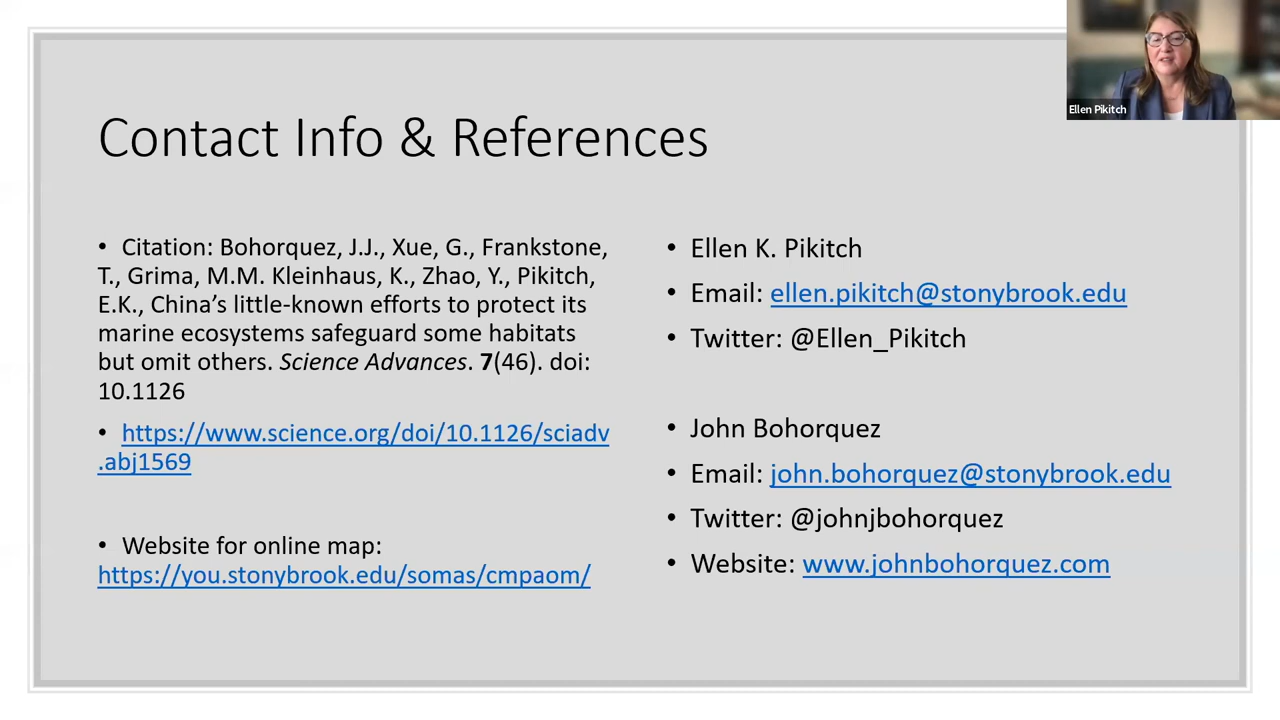 Ellen Pikitch
Contact Info & References
• Citation: Bohorquez, J.J., Xue, G., Frankstone,
T., Grima, M.M. Kleinhaus, K., Zhao, Y., Pikitch,
E.K., China’s little-known efforts to protect its
marine ecosystems safeguard some habitats
but omit others. Science Advances. 7(46). doi:
10.1126
• https://www.science.org/doi/10.1126/sciadv
.abj1569
• Website for online map:
https://you.stonybrook.edu/somas/cmpaom/
• Ellen K. Pikitch
• Email: ellen.pikitch@stonybrook.edu
• Twitter: @Ellen_Pikitch
• John Bohorquez
• Email: john.bohorquez@stonybrook.edu
• Twitter: @johnjbohorquez
• Website: www.johnbohorquez.com